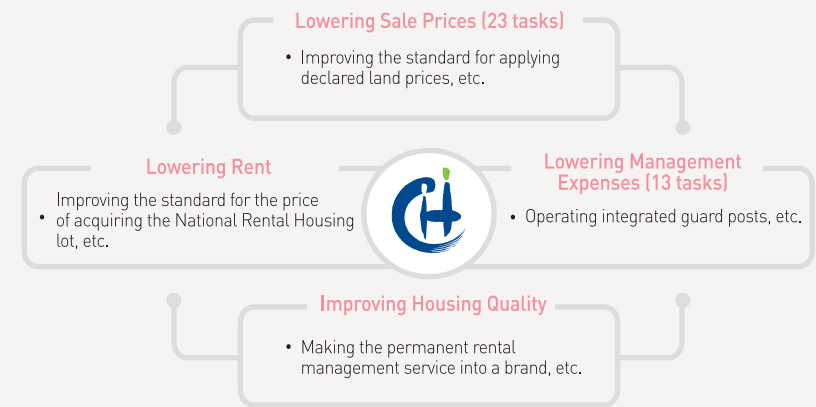 Lowering Sale Prices (23 tasks)
• Improving the standard for applying
declared land prices, etc.
Lowering Rent
Improving the standard for the price
• of acquiring the National Rental Housing
lot, etc.
Lowering Management
Expenses (13 tasks)
• Operating integrated guard posts, etc.
Improving Housing Quality
• Making the permanent rental
management service into a brand, etc.